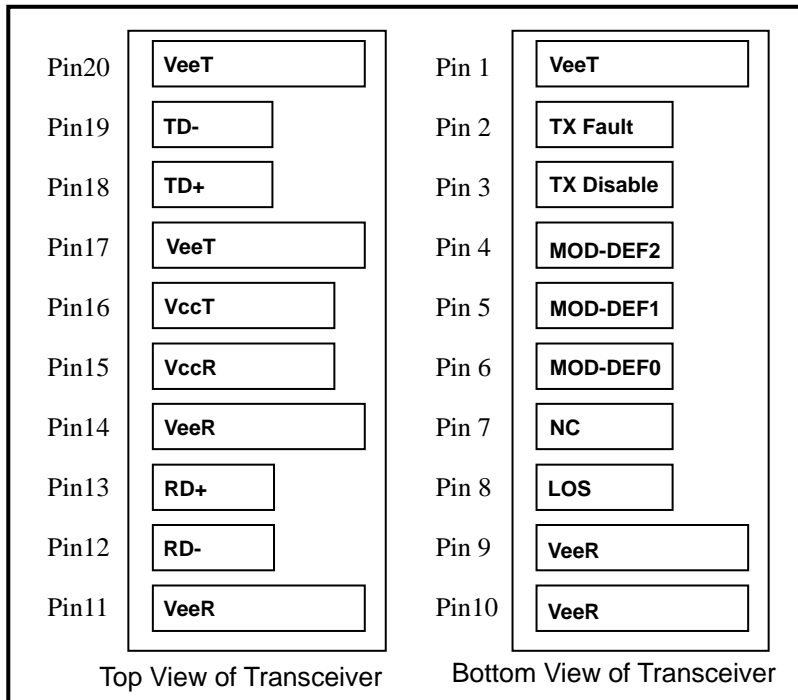 Pin20 VeeT Pin 1 VeeT
Pin19 TD- Pin 2 TX Fault
Pin18 TD+ Pin 3 TX Disable
Pin17 VeeT Pin 4 MOD-DEF2
Pin16 VccT Pin 5 MOD-DEF1
Pin15 VccR Pin 6 MOD-DEF0
Pin14 VeeR Pin 7 NC
Pin13 RD+ Pin 8 LOS
Pin12 RD- Pin 9 VeeR
Pin11 VeeR Pin10 VeeR
Top View of Transceiver Bottom View of Transceiver